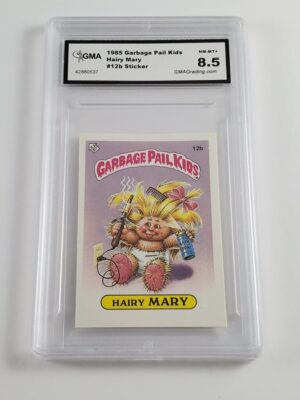 GMA
1985 Garbage Pail Kids
Hairy Mary
#12b Sticker
42880537
NM-MT+
8.5
GMAGrading.com
12b
GARBAGE PAIL KIDS
HAIRY MARY